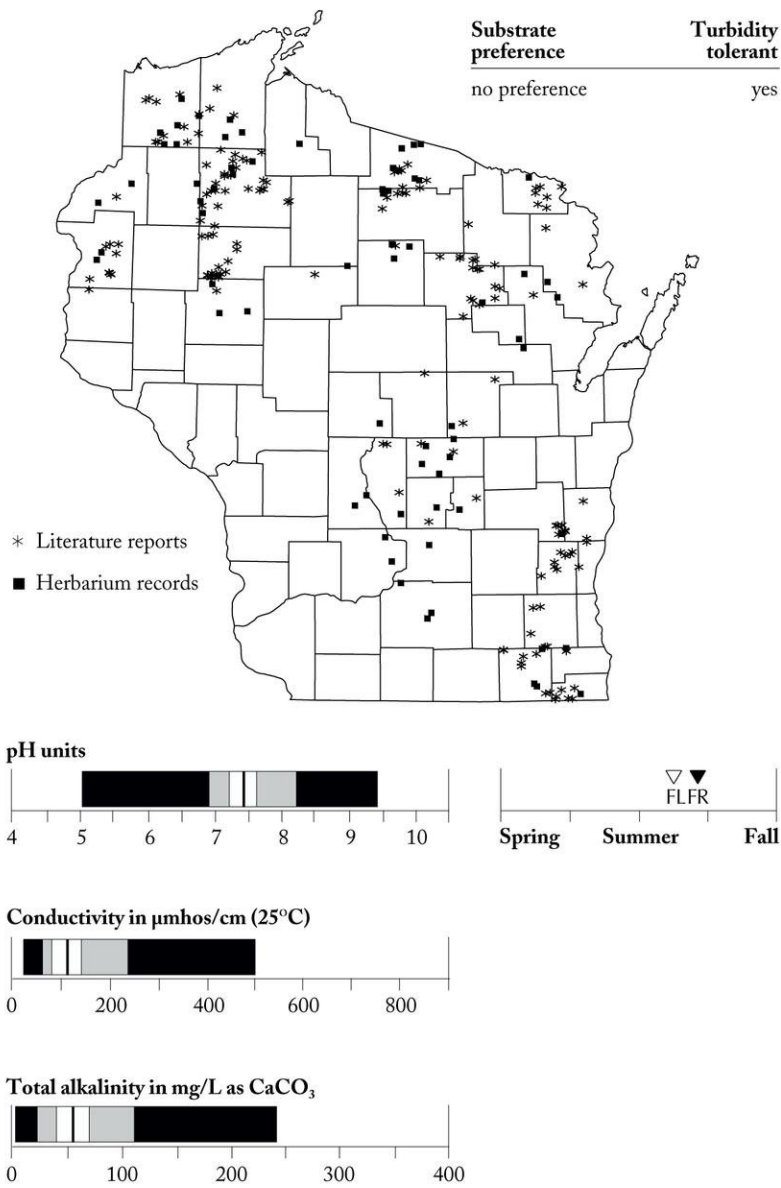 Substrate preference Turbidity tolerant
no preference yes
✳ Literature reports
■ Herbarium records
pH units
4 5 6 7 8 9 10
FL FR
Spring Summer Fall
Conductivity in µmhos/cm (25°C)
0 200 400 600 800
Total alkalinity in mg/L as CaCO₃
0 100 200 300 400